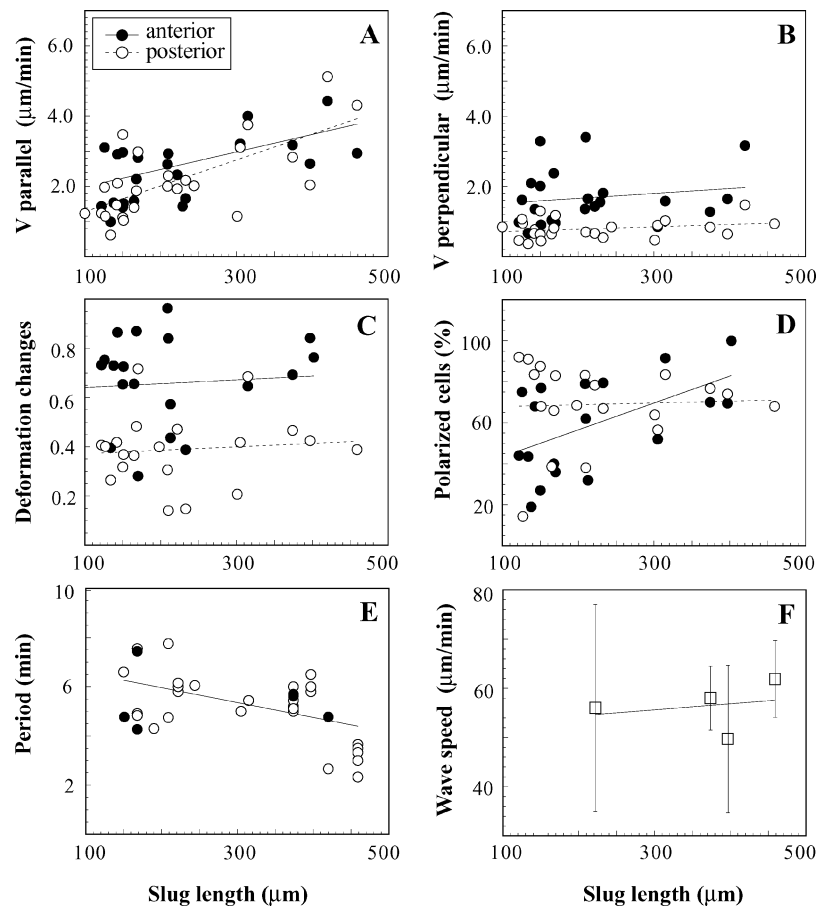 anterior
posterior
A
6.0
4.0
2.0
V parallel (μm/min)
100 300 500
B
6.0
4.0
2.0
V perpendicular (μm/min)
100 300 500
C
0.8
0.6
0.4
0.2
Deformation changes
100 300 500
D
100
60
20
Polarized cells (%)
100 300 500
E
10
6
2
Period (min)
100 300 500
Slug length (μm)
F
80
60
40
Wave speed (μm/min)
100 300 500
Slug length (μm)